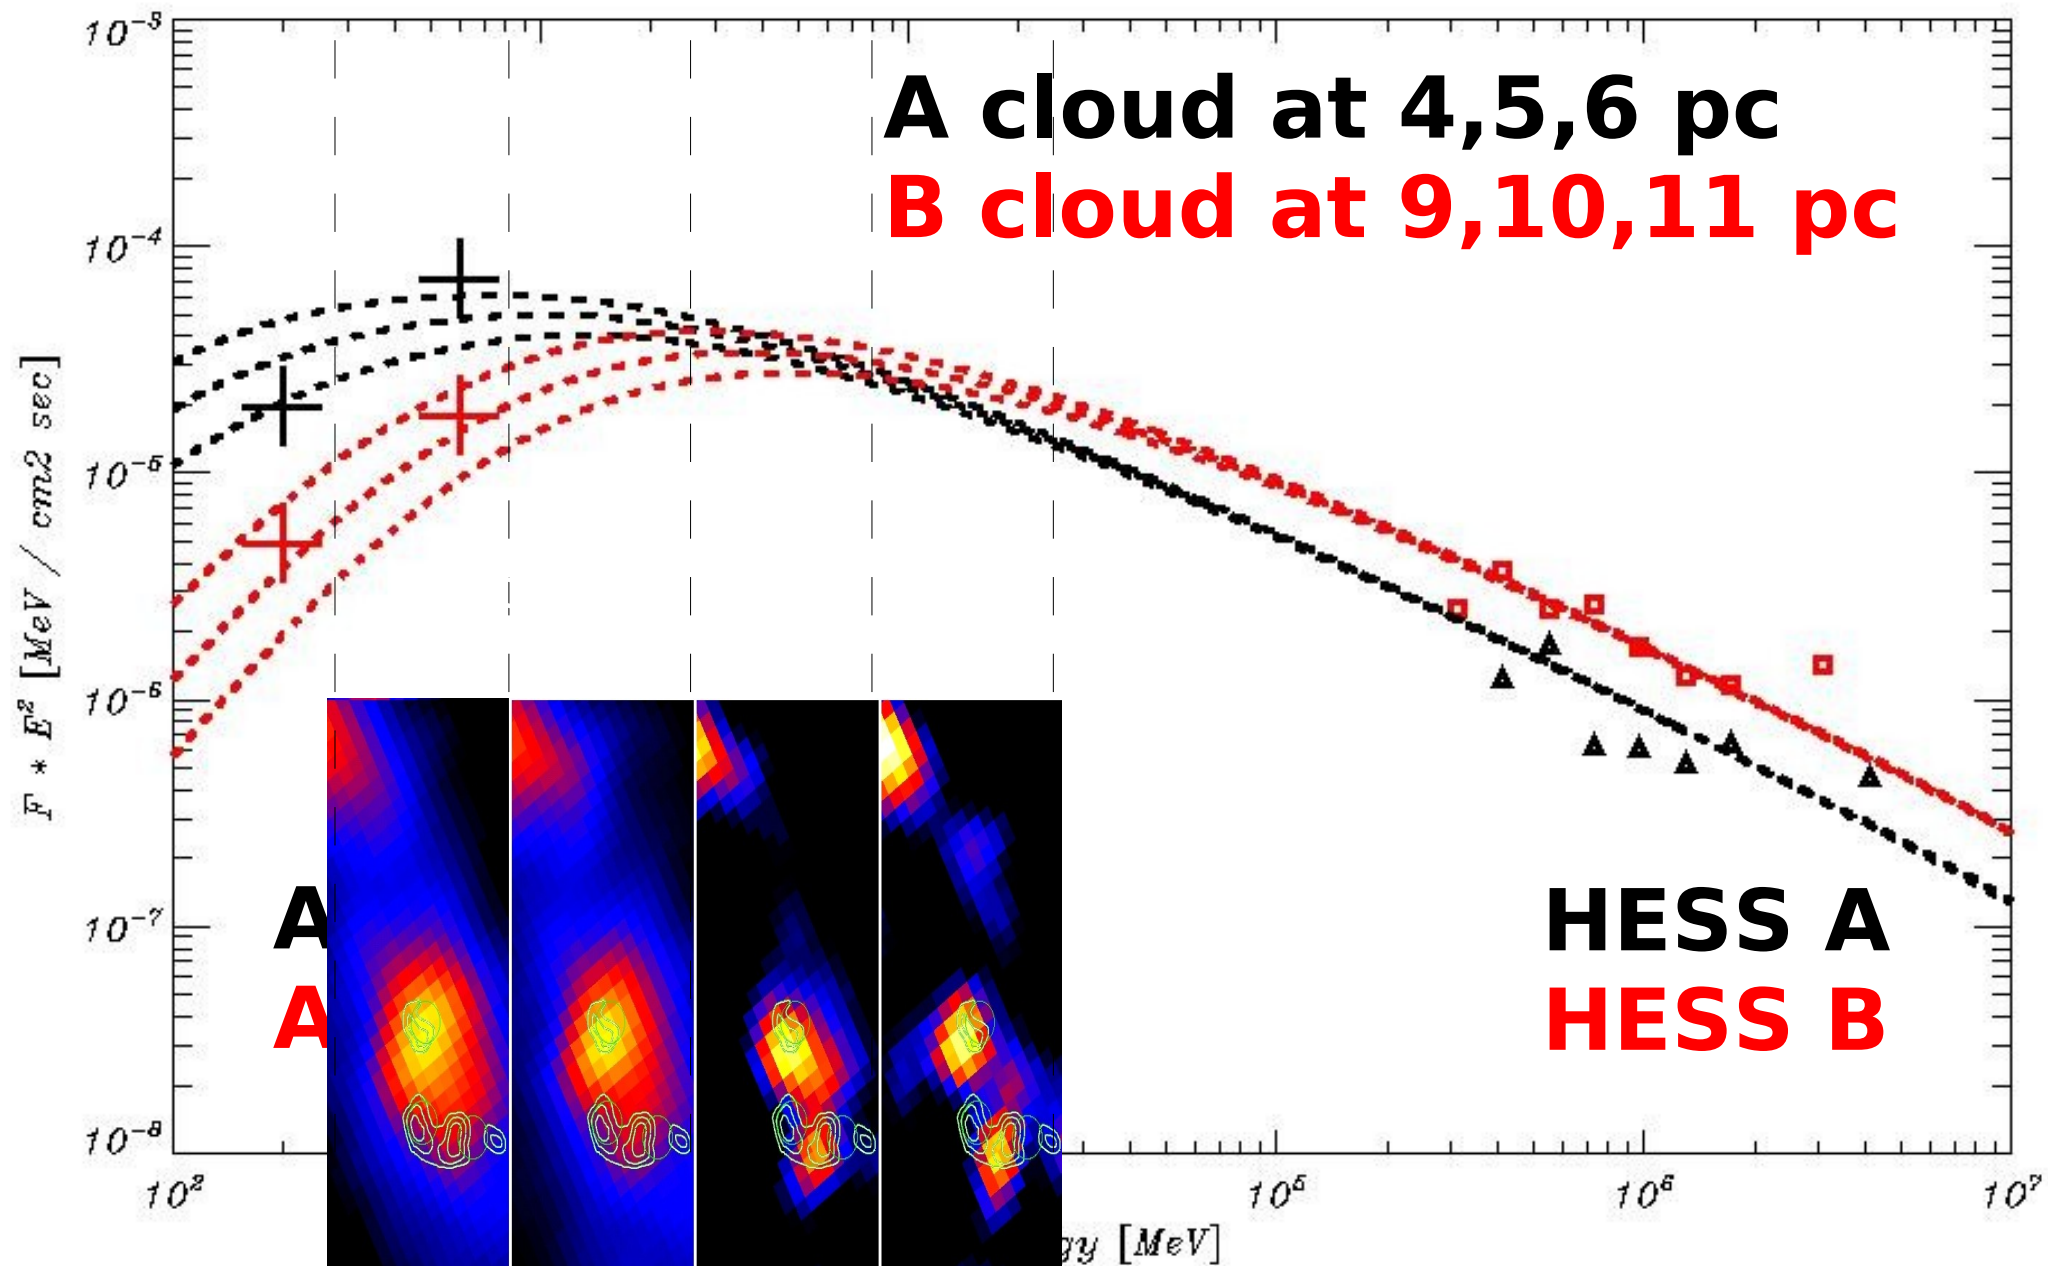 10⁻³
10⁻⁴
10⁻⁵
10⁻⁶
10⁻⁷
10⁻⁸
F * E² [MeV / cm2 sec]
A cloud at 4,5,6 pc
B cloud at 9,10,11 pc
A
A
HESS A
HESS B
10²
10⁵
10⁶
10⁷
gy [MeV]